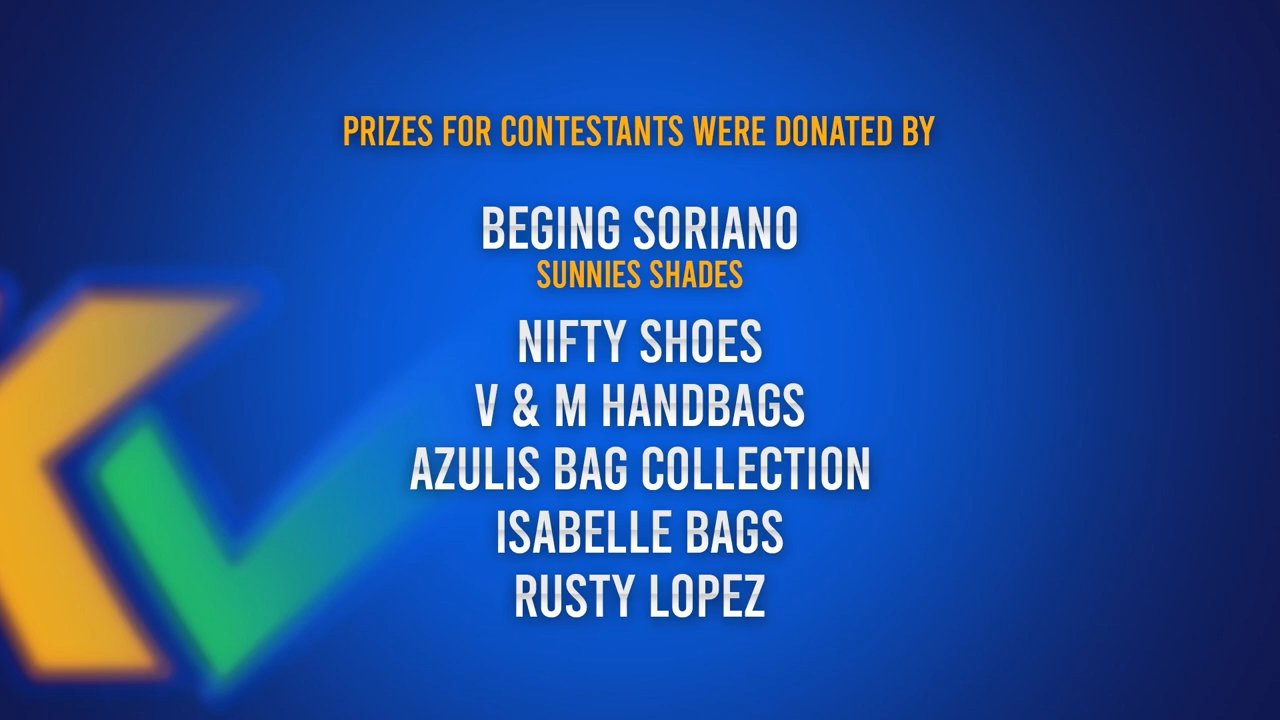 PRIZES FOR CONTESTANTS WERE DONATED BY
BEGING SORIANO
SUNNIES SHADES
NIFTY SHOES
V & M HANDBAGS
AZULIS BAG COLLECTION
ISABELLE BAGS
RUSTY LOPEZ